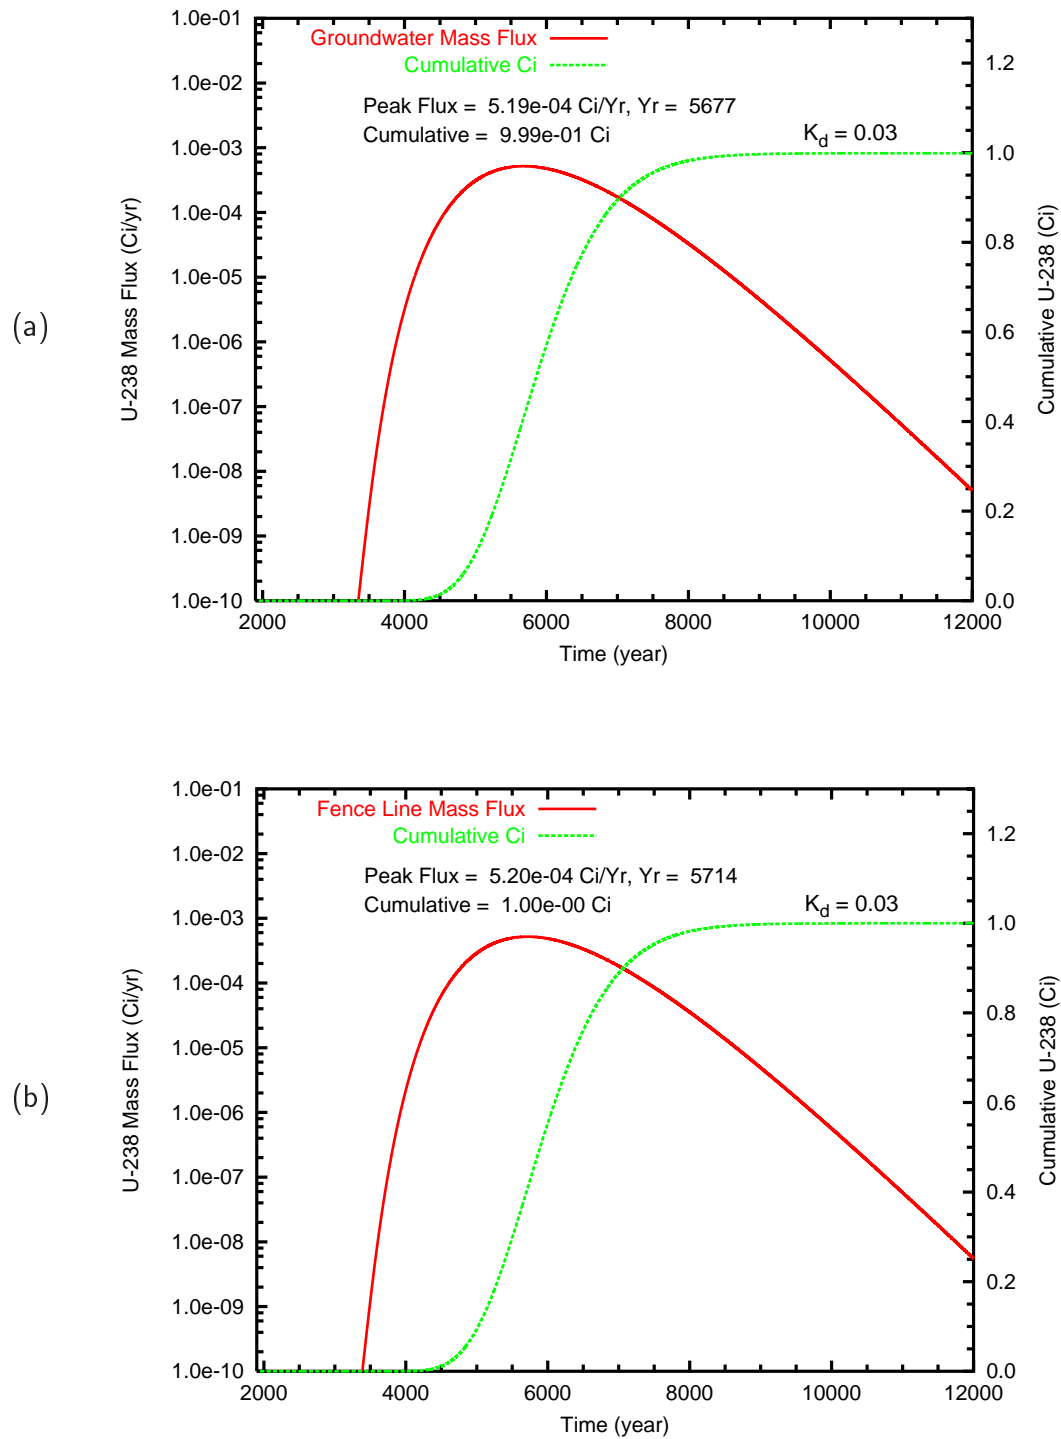 (a)
Groundwater Mass Flux
Cumulative Ci
Peak Flux = 5.19e-04 Ci/Yr, Yr = 5677
Cumulative = 9.99e-01 Ci
K_d = 0.03
U-238 Mass Flux (Ci/yr)
1.0e-01
1.0e-02
1.0e-03
1.0e-04
1.0e-05
1.0e-06
1.0e-07
1.0e-08
1.0e-09
1.0e-10
Cumulative U-238 (Ci)
1.2
1.0
0.8
0.6
0.4
0.2
0.0
2000 4000 6000 8000 10000 12000
Time (year)
(b)
Fence Line Mass Flux
Cumulative Ci
Peak Flux = 5.20e-04 Ci/Yr, Yr = 5714
Cumulative = 1.00e-00 Ci
K_d = 0.03
U-238 Mass Flux (Ci/yr)
1.0e-01
1.0e-02
1.0e-03
1.0e-04
1.0e-05
1.0e-06
1.0e-07
1.0e-08
1.0e-09
1.0e-10
Cumulative U-238 (Ci)
1.2
1.0
0.8
0.6
0.4
0.2
0.0
2000 4000 6000 8000 10000 12000
Time (year)